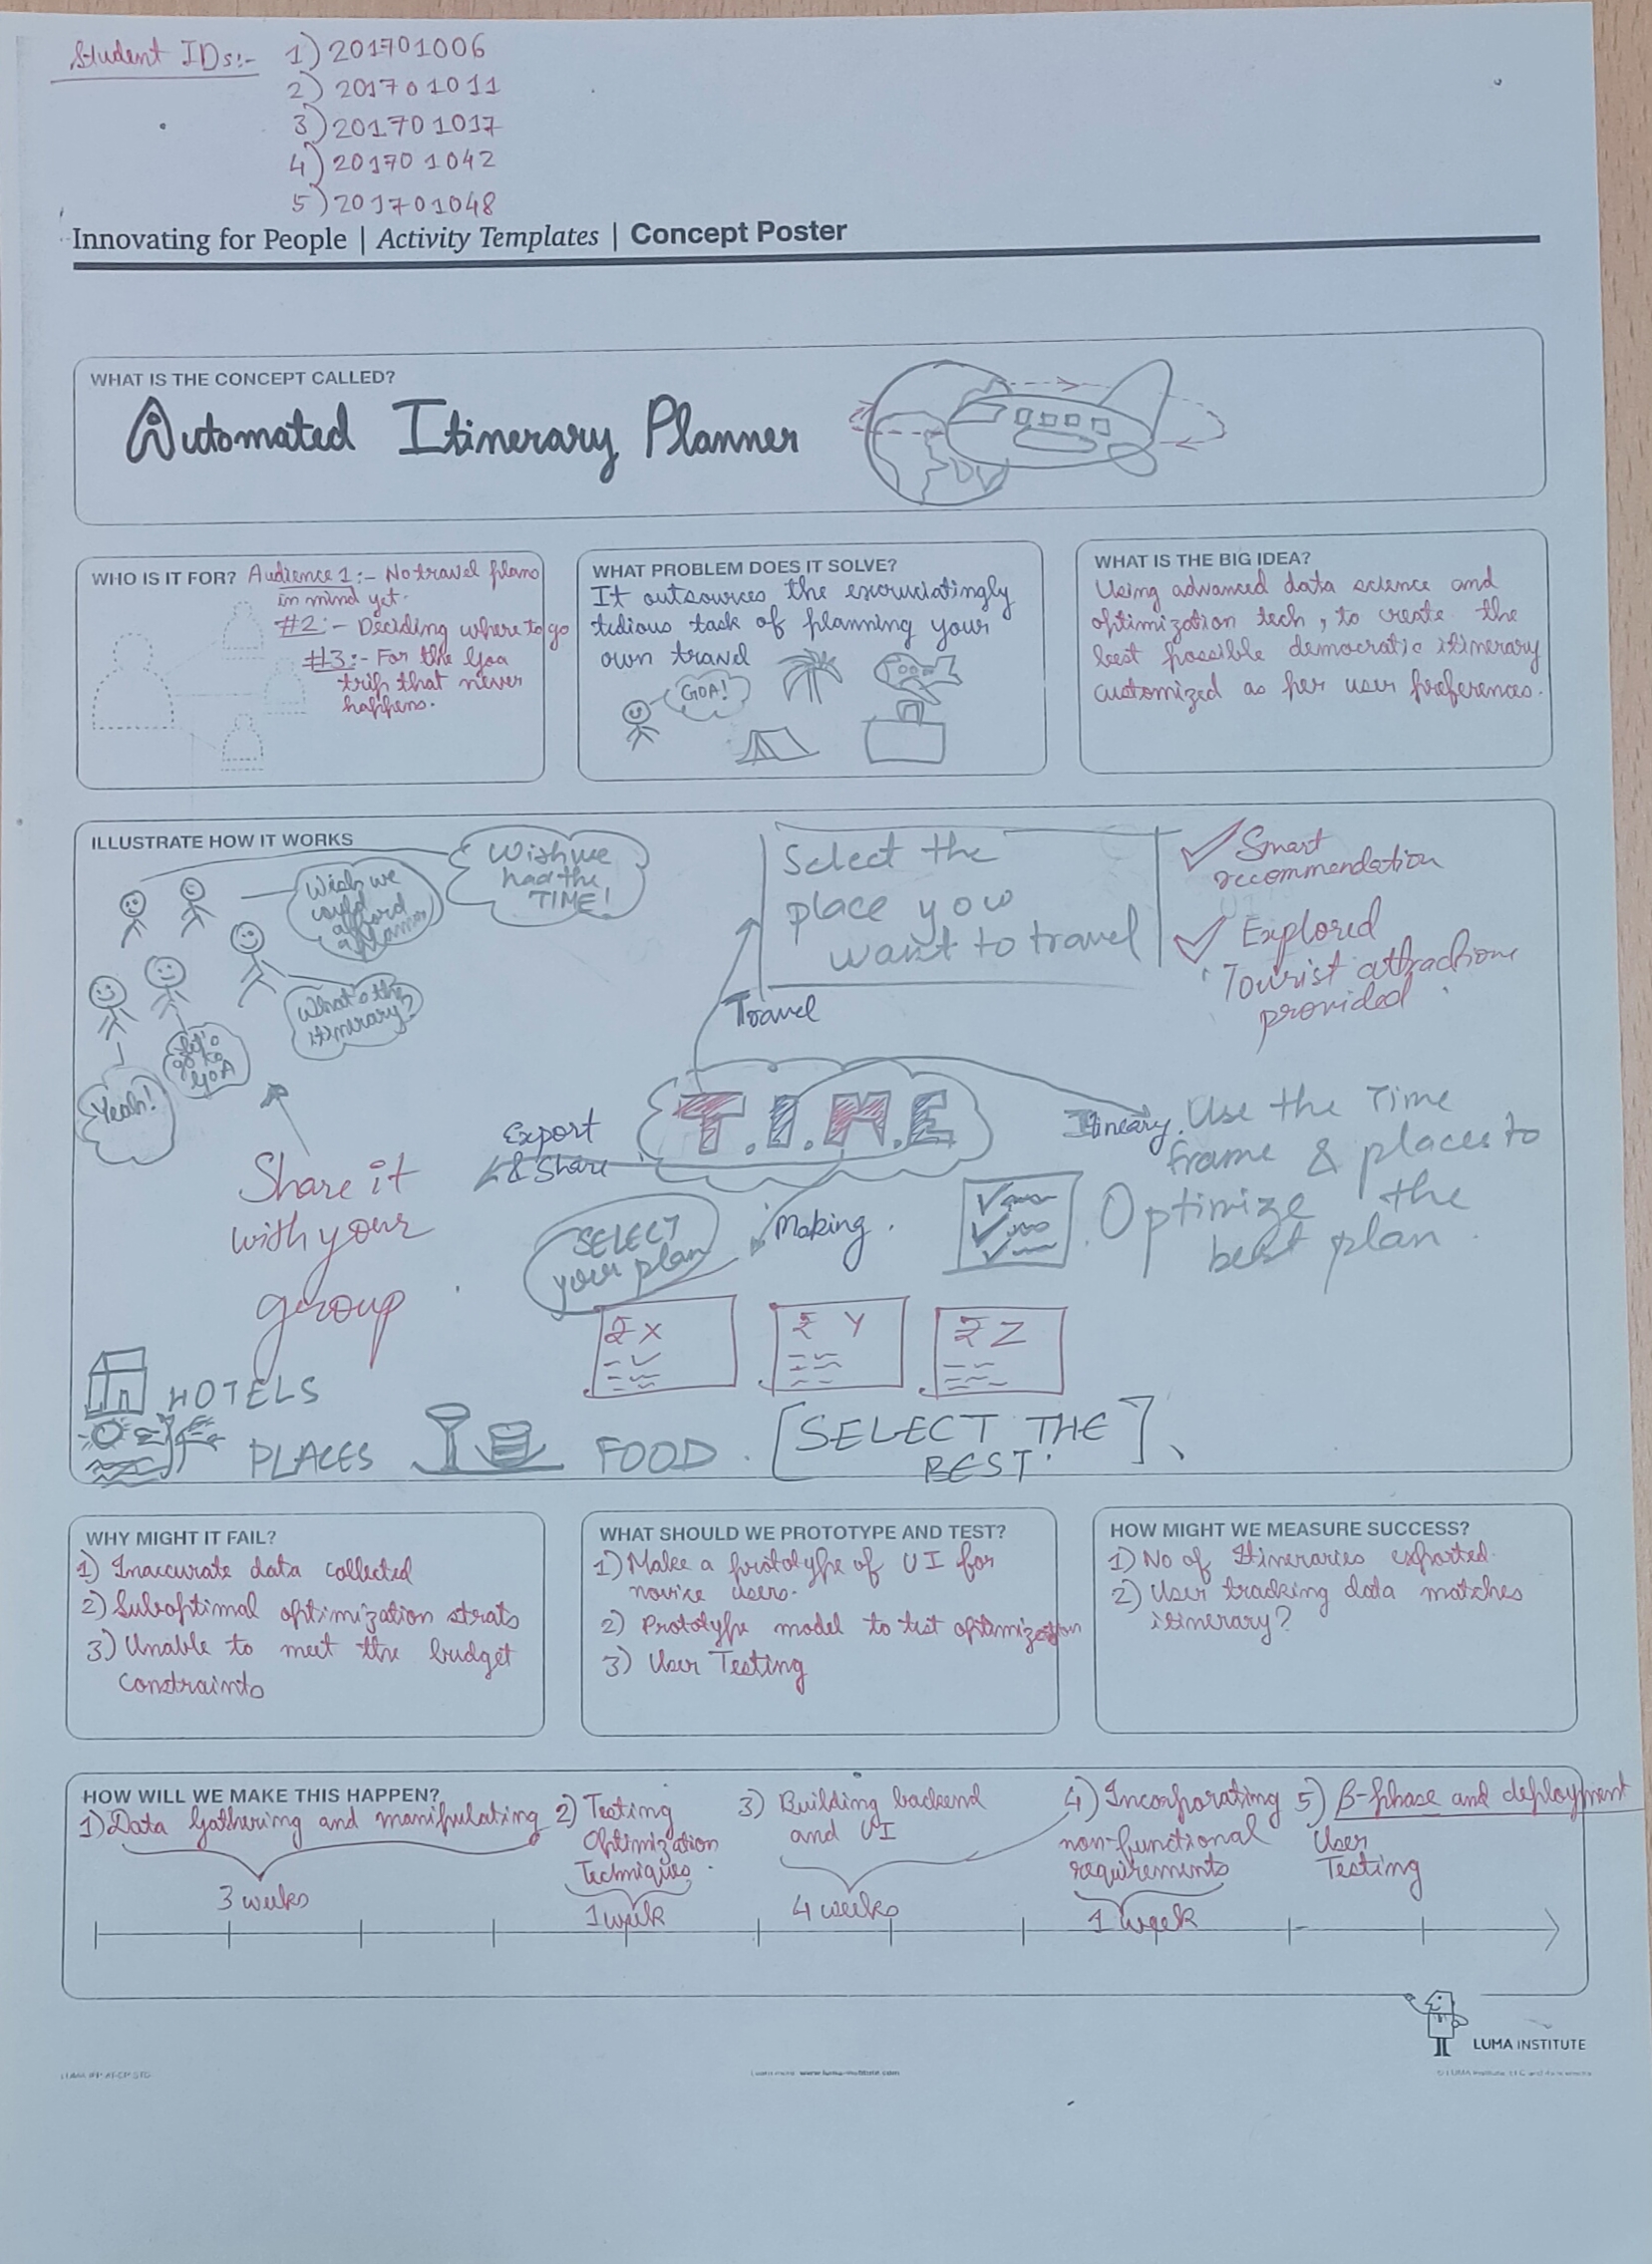 Student IDs:- 1) 201701006
2) 201701011
3) 201701017
4) 201701042
5) 201701048
Innovating for People | Activity Templates | Concept Poster
WHAT IS THE CONCEPT CALLED?
Automated Itinerary Planner
WHO IS IT FOR? Audience 1:- No travel plans
in mind yet.
#2:- Deciding where to go
#3:- For the Goa
trip that never
happens.
WHAT PROBLEM DOES IT SOLVE?
It outsources the excruciatingly
tidious task of planning your
own travel
GOA!
WHAT IS THE BIG IDEA?
Using advanced data science and
optimization tech, to create the
best possible democratic itinerary
customized as per user preferences.
ILLUSTRATE HOW IT WORKS
Wish we
had the
TIME!
Wish we
could
afford
a
What's the
itinerary?
Let's
go to
GOA
Yeah!
Select the
place you
want to travel
Smart
recommendation
Explored
Tourist attractions
provided.
Travel
T.I.M.E
Export
& Share
Itineary.
Use the Time
frame & places to
Optimize the
best plan.
Making.
SELECT
your plan
Share it
with your
group
₹ X
₹ Y
₹ Z
HOTELS
PLACES
FOOD.
[SELECT THE
BEST.]
WHY MIGHT IT FAIL?
1) Inaccurate data collected
2) Suboptimal optimization strats
3) Unable to meet the budget
constraints
WHAT SHOULD WE PROTOTYPE AND TEST?
1) Make a prototype of UI for
novice users.
2) Prototype model to test optimization
3) User Testing
HOW MIGHT WE MEASURE SUCCESS?
1) No of Itineraries exported.
2) User tracking data matches
itinerary?
HOW WILL WE MAKE THIS HAPPEN?
1) Data Gathering and manipulating
3 weeks
2) Testing
Optimization
Techniques.
1 week
3) Building backend
and UI
4 weeks
4) Incorporating
non-functional
requirements
1 week
5) β-phase and deployment
User
Testing
LUMA INSTITUTE
Learn more: www.luma-institute.com